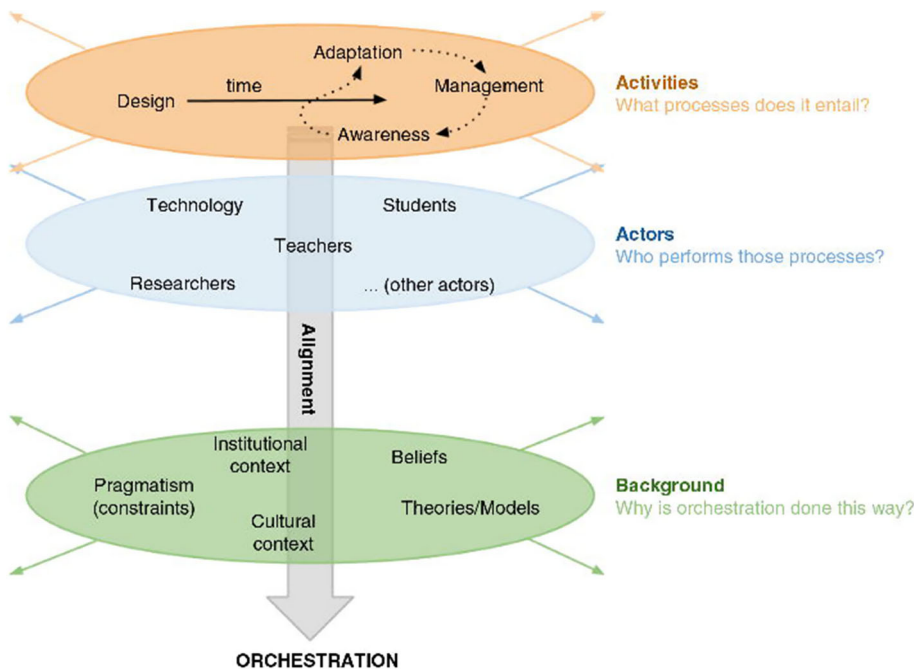 Adaptation
time
Management
Design
Awareness
Activities
What processes does it entail?
Technology
Students
Teachers
Researchers
... (other actors)
Actors
Who performs those processes?
Alignment
Institutional
context
Beliefs
Pragmatism
(constraints)
Theories/Models
Cultural
context
Background
Why is orchestration done this way?
ORCHESTRATION